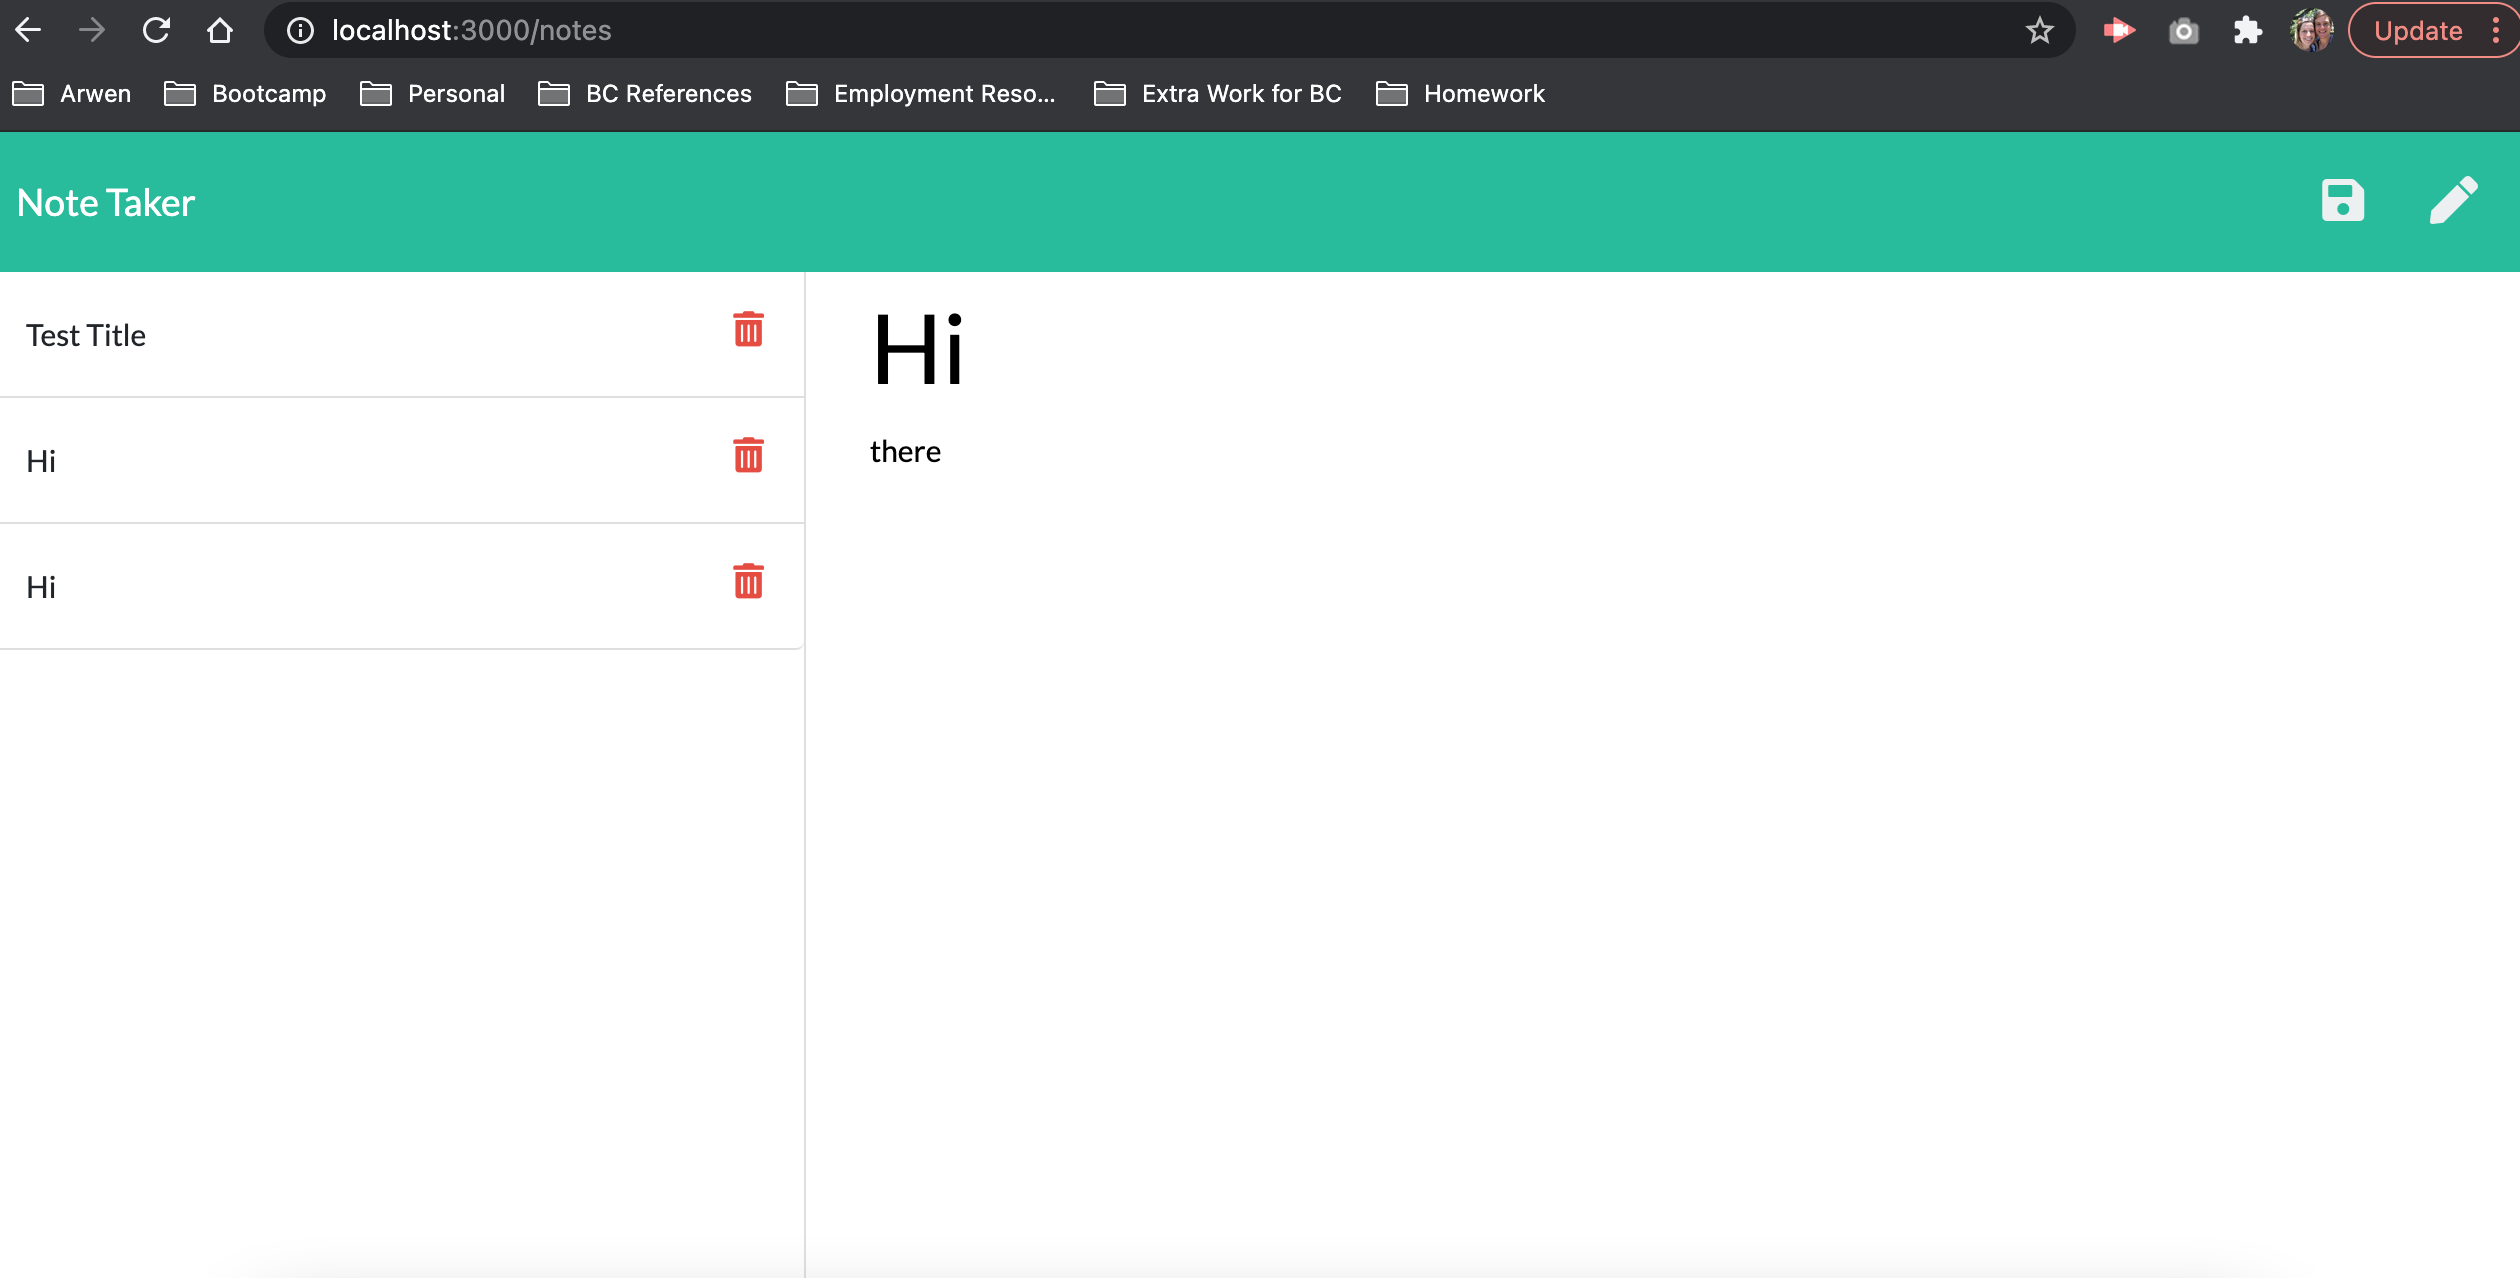 localhost:3000/notes
Update
Arwen Bootcamp Personal BC References Employment Reso... Extra Work for BC Homework
Note Taker
Test Title
Hi
Hi
Hi
there